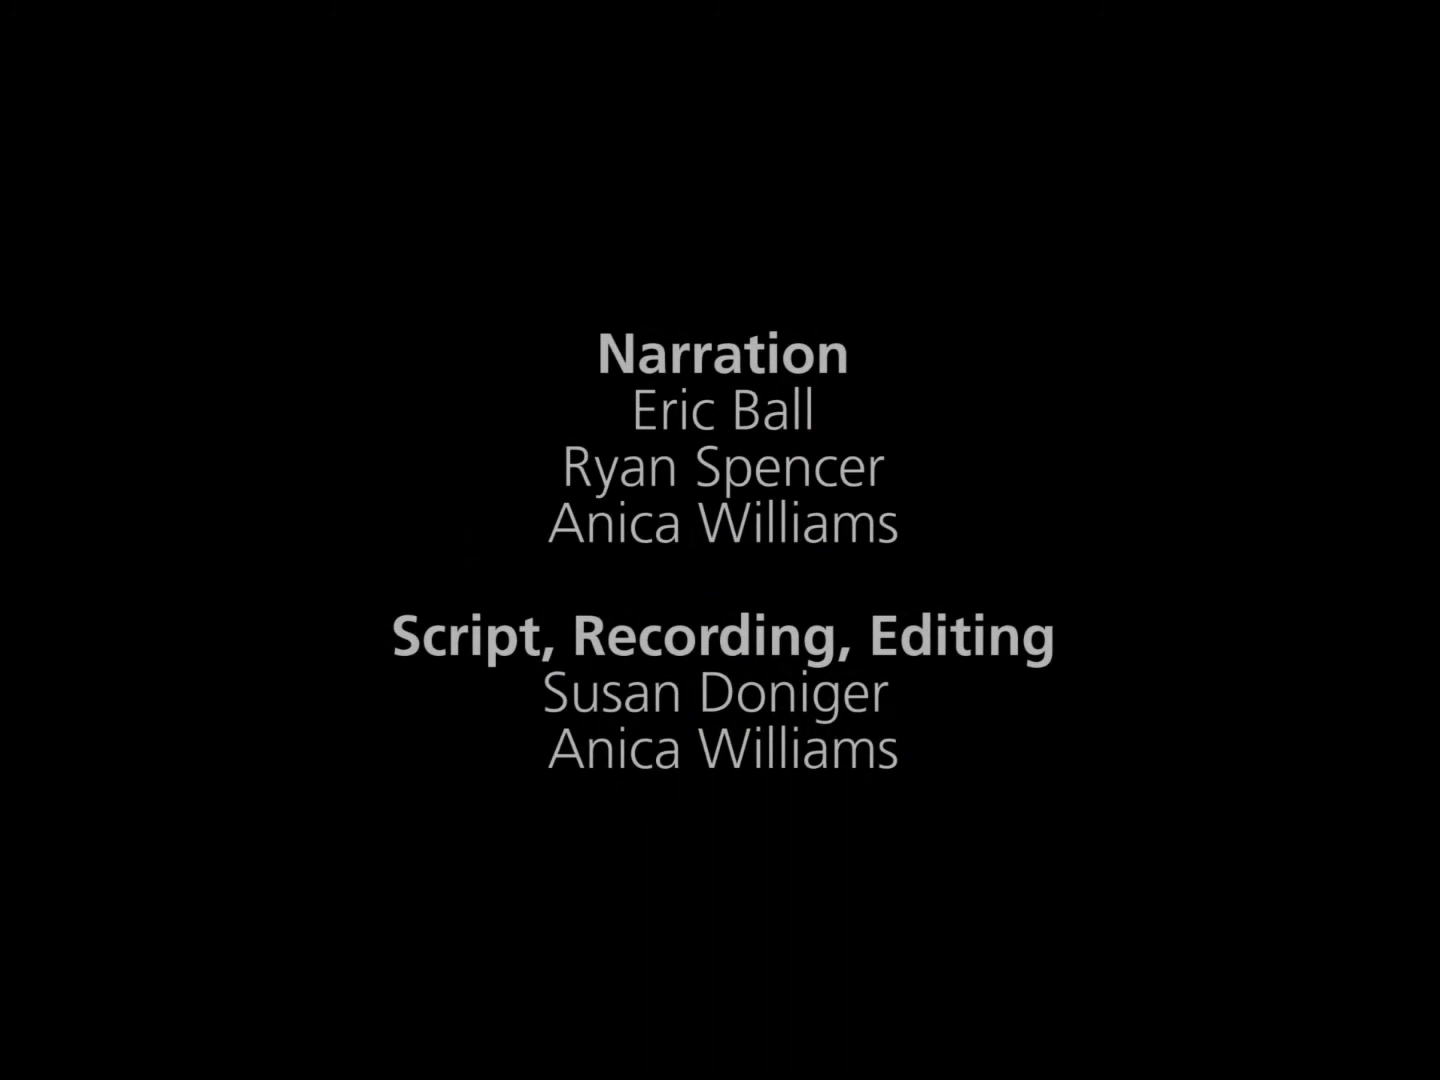 Narration
Eric Ball
Ryan Spencer
Anica Williams
Script, Recording, Editing
Susan Doniger
Anica Williams